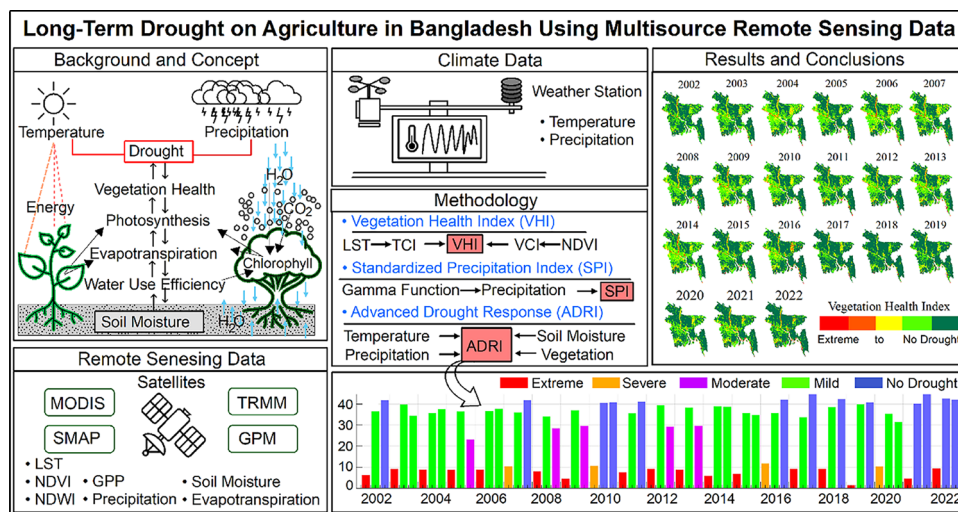 Long-Term Drought on Agriculture in Bangladesh Using Multisource Remote Sensing Data
Background and Concept
Temperature
Precipitation
Drought
H₂O
Vegetation Health
CO₂
Energy
Photosynthesis
Evapotranspiration
Chlorophyll
Water Use Efficiency
Soil Moisture
H₂O
Remote Senesing Data
Satellites
MODIS
TRMM
SMAP
GPM
• LST
• NDVI • GPP • Soil Moisture
• NDWI • Precipitation • Evapotranspiration
Climate Data
Weather Station
• Temperature
• Precipitation
Methodology
• Vegetation Health Index (VHI)
LST TCI VHI VCI NDVI
• Standardized Precipitation Index (SPI)
Gamma Function Precipitation SPI
• Advanced Drought Response (ADRI)
Temperature Soil Moisture
ADRI
Precipitation Vegetation
Results and Conclusions
2002 2003 2004 2005 2006 2007
2008 2009 2010 2011 2012 2013
2014 2015 2016 2017 2018 2019
2020 2021 2022
Vegetation Health Index
Extreme to No Drought
Extreme Severe Moderate Mild No Drought
40
30
20
10
0
2002 2004 2006 2008 2010 2012 2014 2016 2018 2020 2022